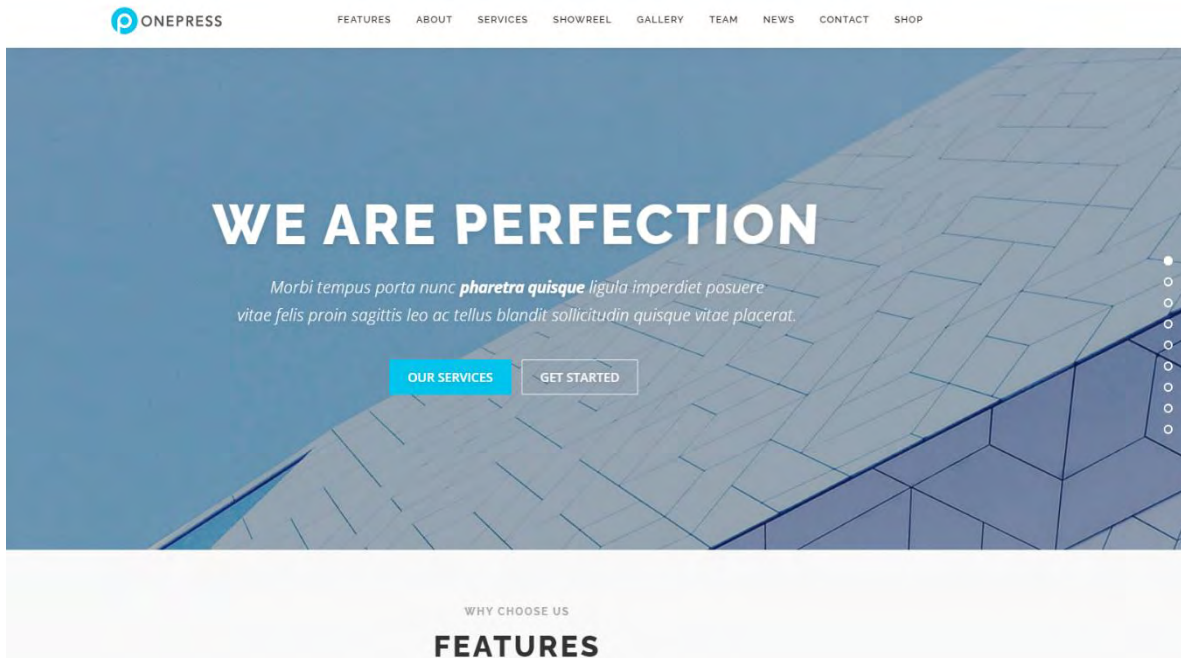 ONEPRESS
FEATURES ABOUT SERVICES SHOWREEL GALLERY TEAM NEWS CONTACT SHOP
WE ARE PERFECTION
Morbi tempus porta nunc pharetra quisque ligula imperdiet posuere
vitae felis proin sagittis leo ac tellus blandit sollicitudin quisque vitae placerat.
OUR SERVICES GET STARTED
WHY CHOOSE US
FEATURES